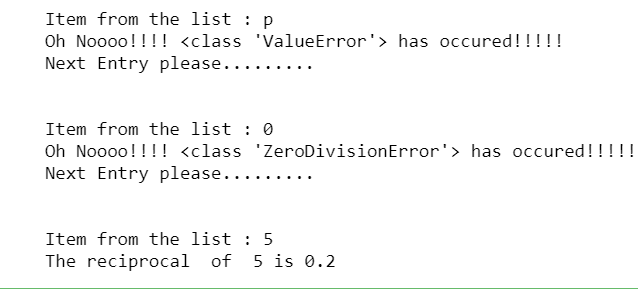 Item from the list : p
Oh Noooo!!!! <class 'ValueError'> has occured!!!!!
Next Entry please.........
Item from the list : 0
Oh Noooo!!!! <class 'ZeroDivisionError'> has occured!!!!!
Next Entry please.........
Item from the list : 5
The reciprocal  of  5 is 0.2